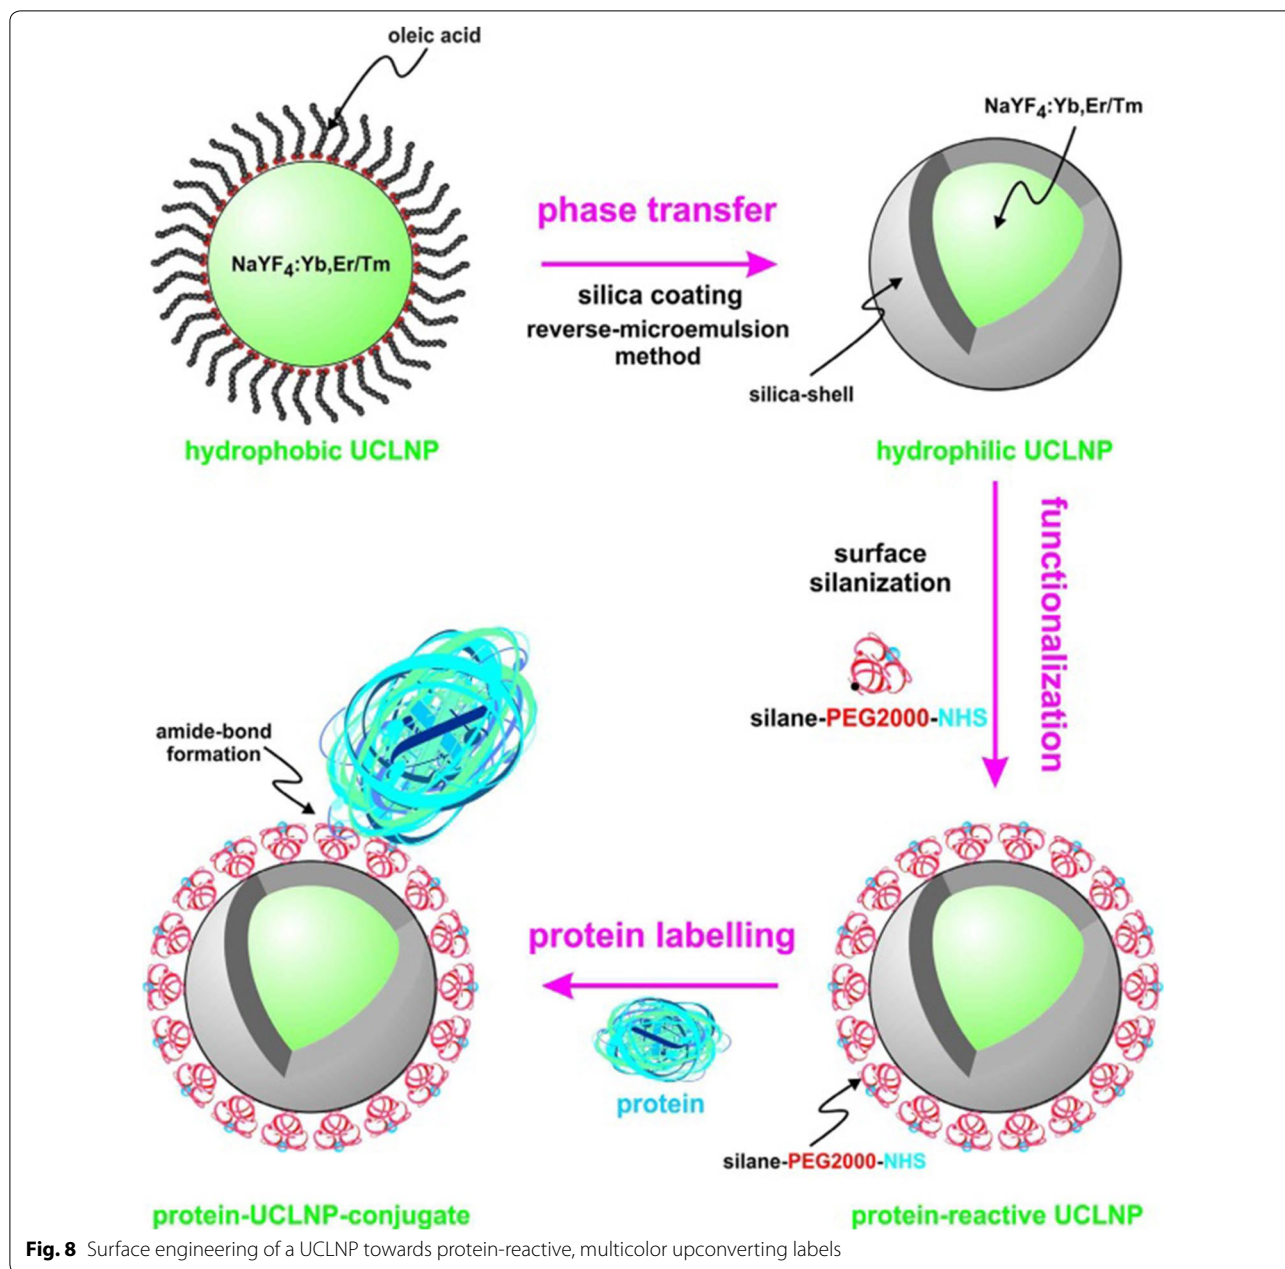 oleic acid
NaYF4:Yb,Er/Tm
hydrophobic UCLNP
phase transfer
silica coating
reverse-microemulsion
method
NaYF4:Yb,Er/Tm
silica-shell
hydrophilic UCLNP
functionalization
surface
silanization
silane-PEG2000-NHS
silane-PEG2000-NHS
protein-reactive UCLNP
protein labelling
protein
amide-bond
formation
protein-UCLNP-conjugate
Fig. 8 Surface engineering of a UCLNP towards protein-reactive, multicolor upconverting labels